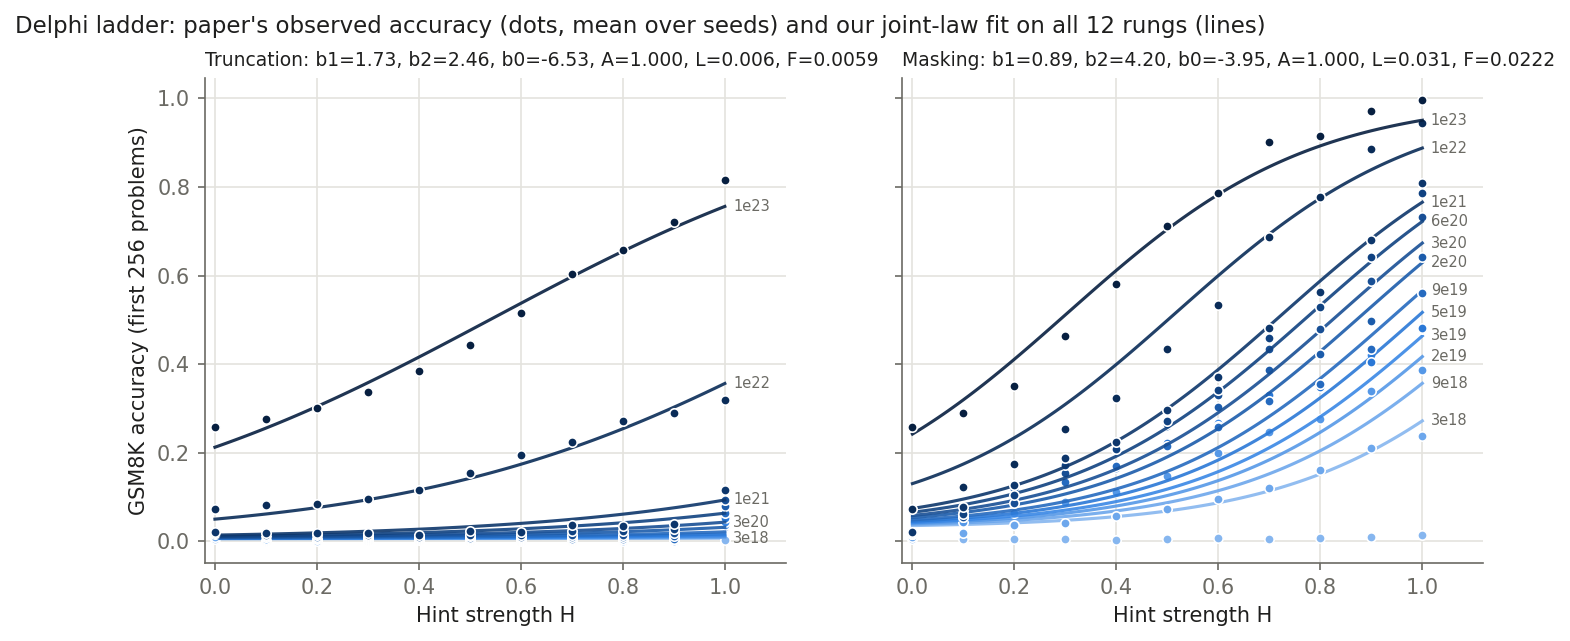 Delphi ladder: paper's observed accuracy (dots, mean over seeds) and our joint-law fit on all 12 rungs (lines)
Truncation: b1=1.73, b2=2.46, b0=-6.53, A=1.000, L=0.006, F=0.0059
Masking: b1=0.89, b2=4.20, b0=-3.95, A=1.000, L=0.031, F=0.0222
GSM8K accuracy (first 256 problems)
1.0
0.8
0.6
0.4
0.2
0.0
1e23
1e22
1e21
3e20
3e18
0.0 0.2 0.4 0.6 0.8 1.0
Hint strength H
1e23
1e22
1e21
6e20
3e20
2e20
9e19
5e19
3e19
2e19
9e18
3e18
0.0 0.2 0.4 0.6 0.8 1.0
Hint strength H